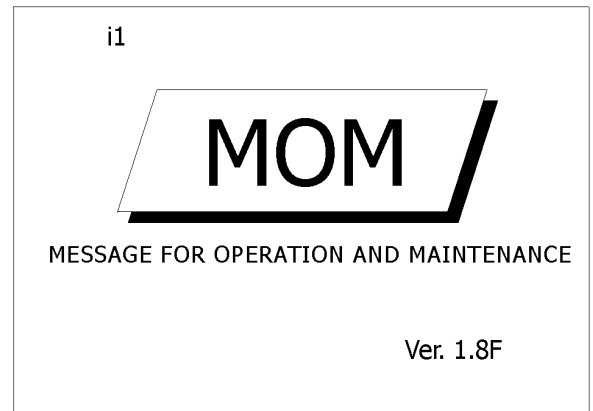 i1
MOM
MESSAGE FOR OPERATION AND MAINTENANCE
Ver. 1.8F